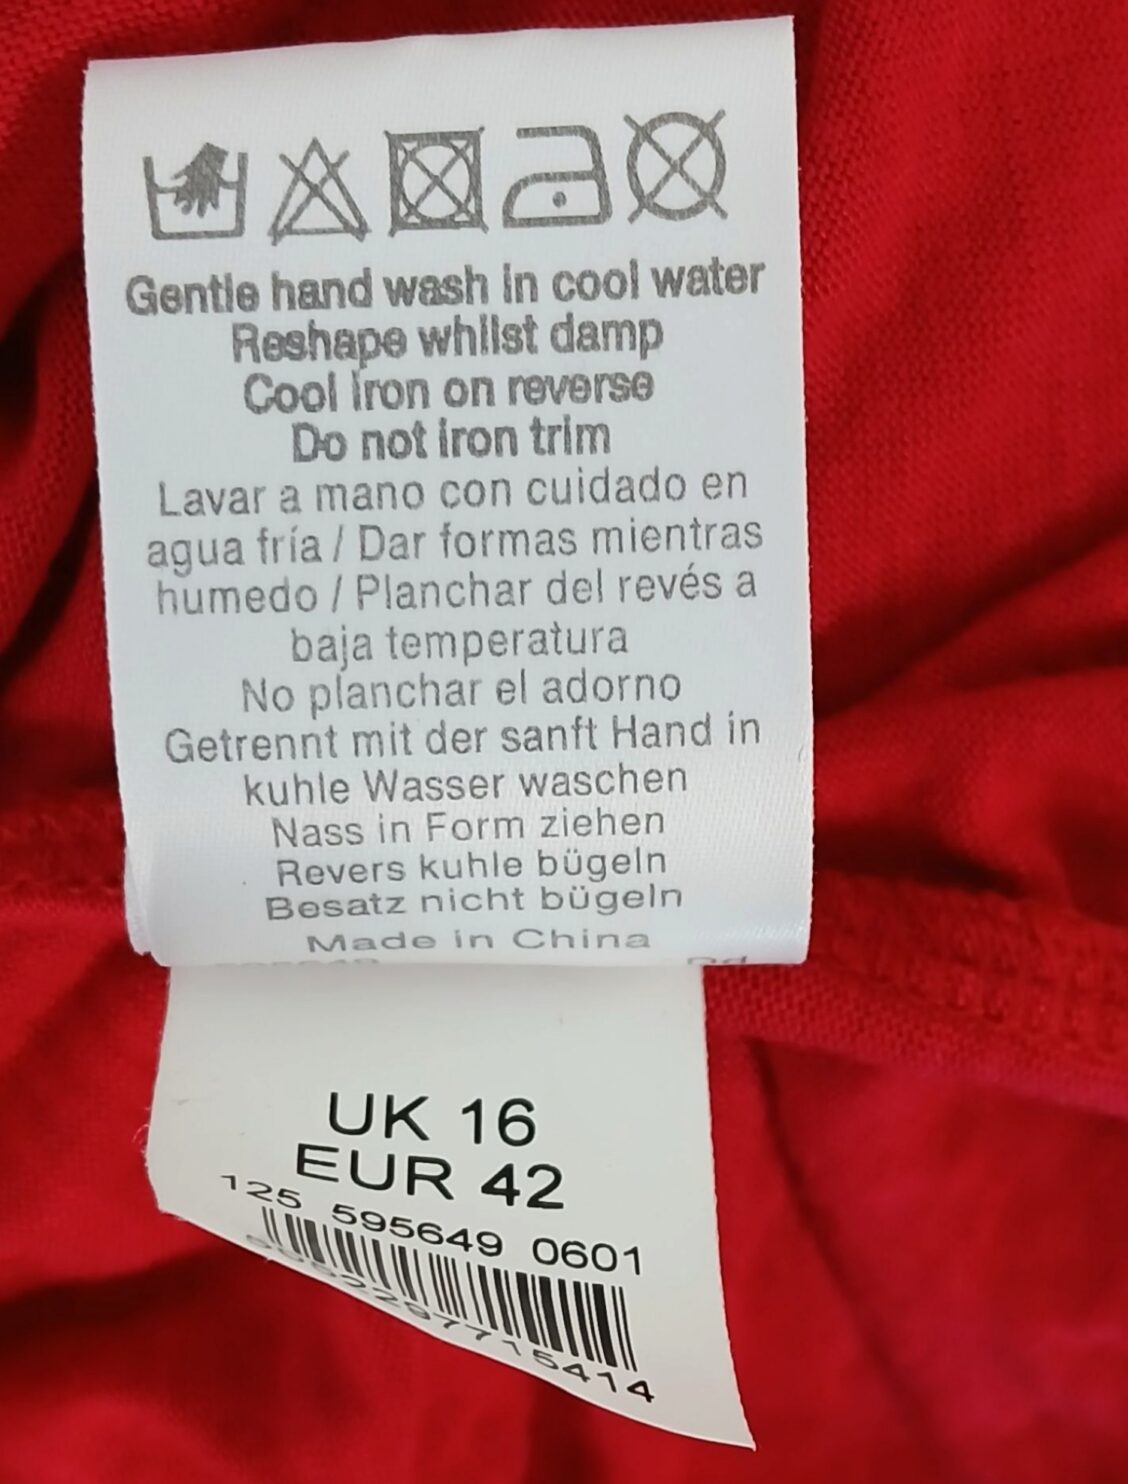 Gentle hand wash in cool water
Reshape whilst damp
Cool iron on reverse
Do not iron trim
Lavar a mano con cuidado en
agua fría / Dar formas mientras
humedo / Planchar del revés a
baja temperatura
No planchar el adorno
Getrennt mit der sanft Hand in
kuhle Wasser waschen
Nass in Form ziehen
Revers kuhle bügeln
Besatz nicht bügeln
Made in China
UK 16
EUR 42
125 595649 0601